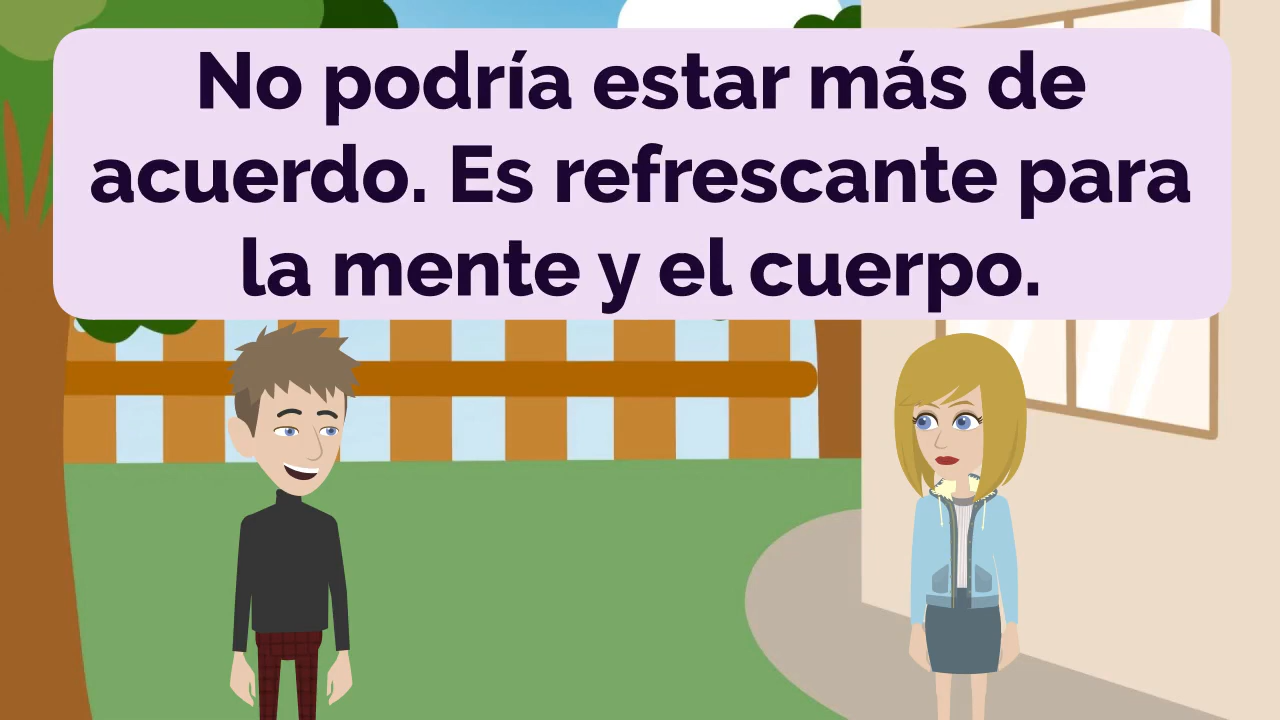 No podría estar más de
acuerdo. Es refrescante para
la mente y el cuerpo.